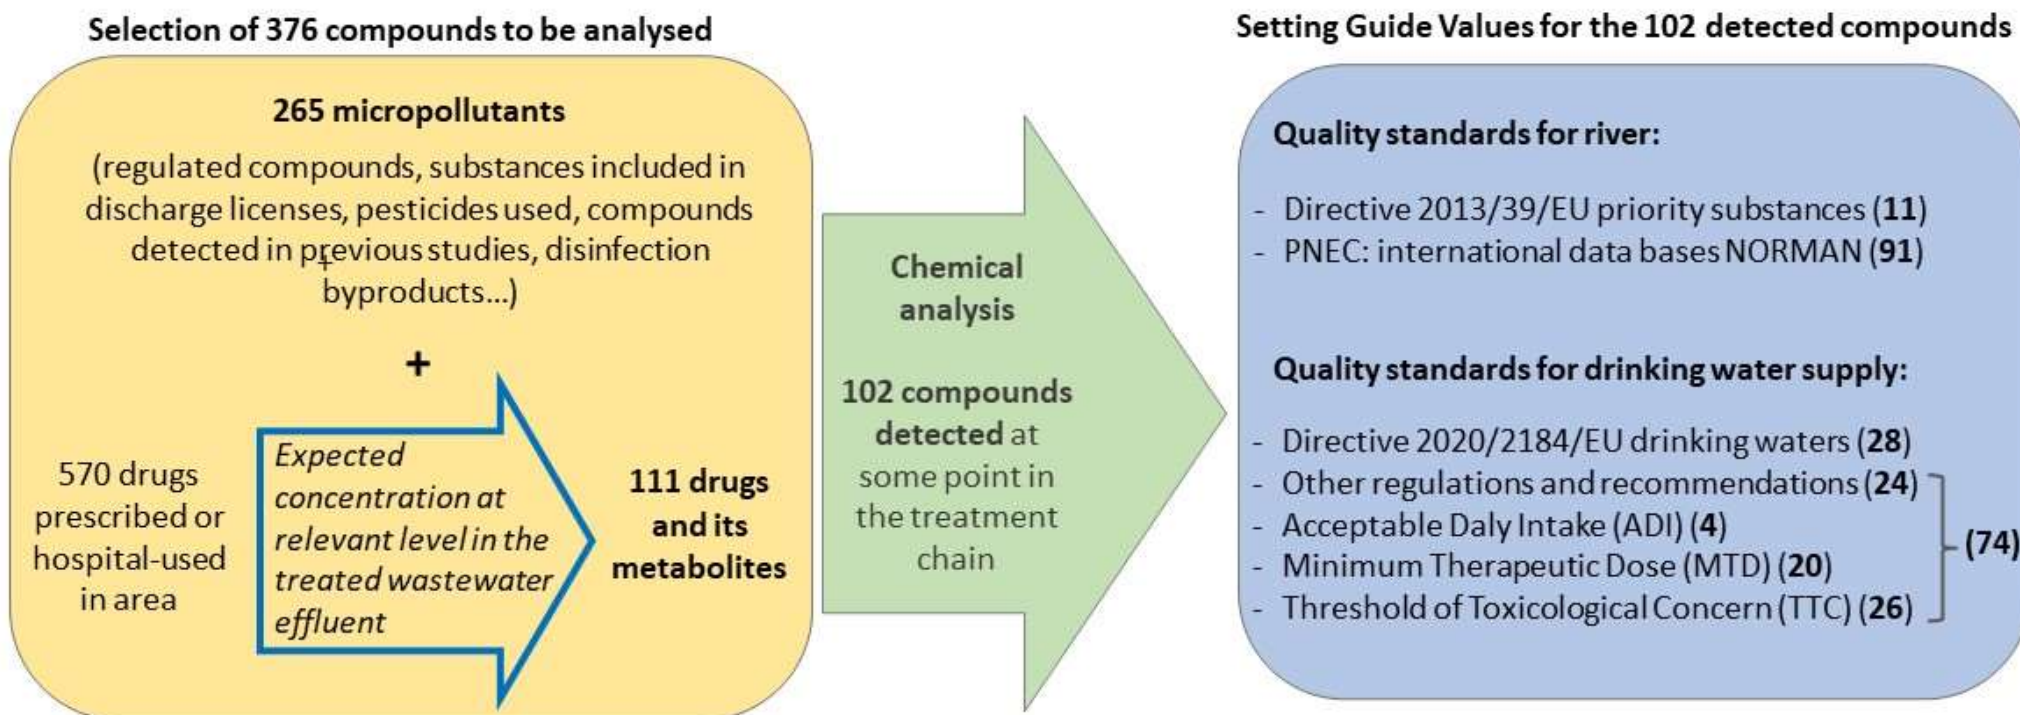 Selection of 376 compounds to be analysed
265 micropollutants
(regulated compounds, substances included in
discharge licenses, pesticides used, compounds
detected in previous studies, disinfection
byproducts...)
+
+
570 drugs
prescribed or
hospital-used
in area
Expected
concentration at
relevant level in the
treated wastewater
effluent
111 drugs
and its
metabolites
Chemical
analysis
102 compounds
detected at
some point in
the treatment
chain
Setting Guide Values for the 102 detected compounds
Quality standards for river:
- Directive 2013/39/EU priority substances (11)
- PNEC: international data bases NORMAN (91)
Quality standards for drinking water supply:
- Directive 2020/2184/EU drinking waters (28)
- Other regulations and recommendations (24)
- Acceptable Daly Intake (ADI) (4)
- Minimum Therapeutic Dose (MTD) (20)
- Threshold of Toxicological Concern (TTC) (26)
(74)